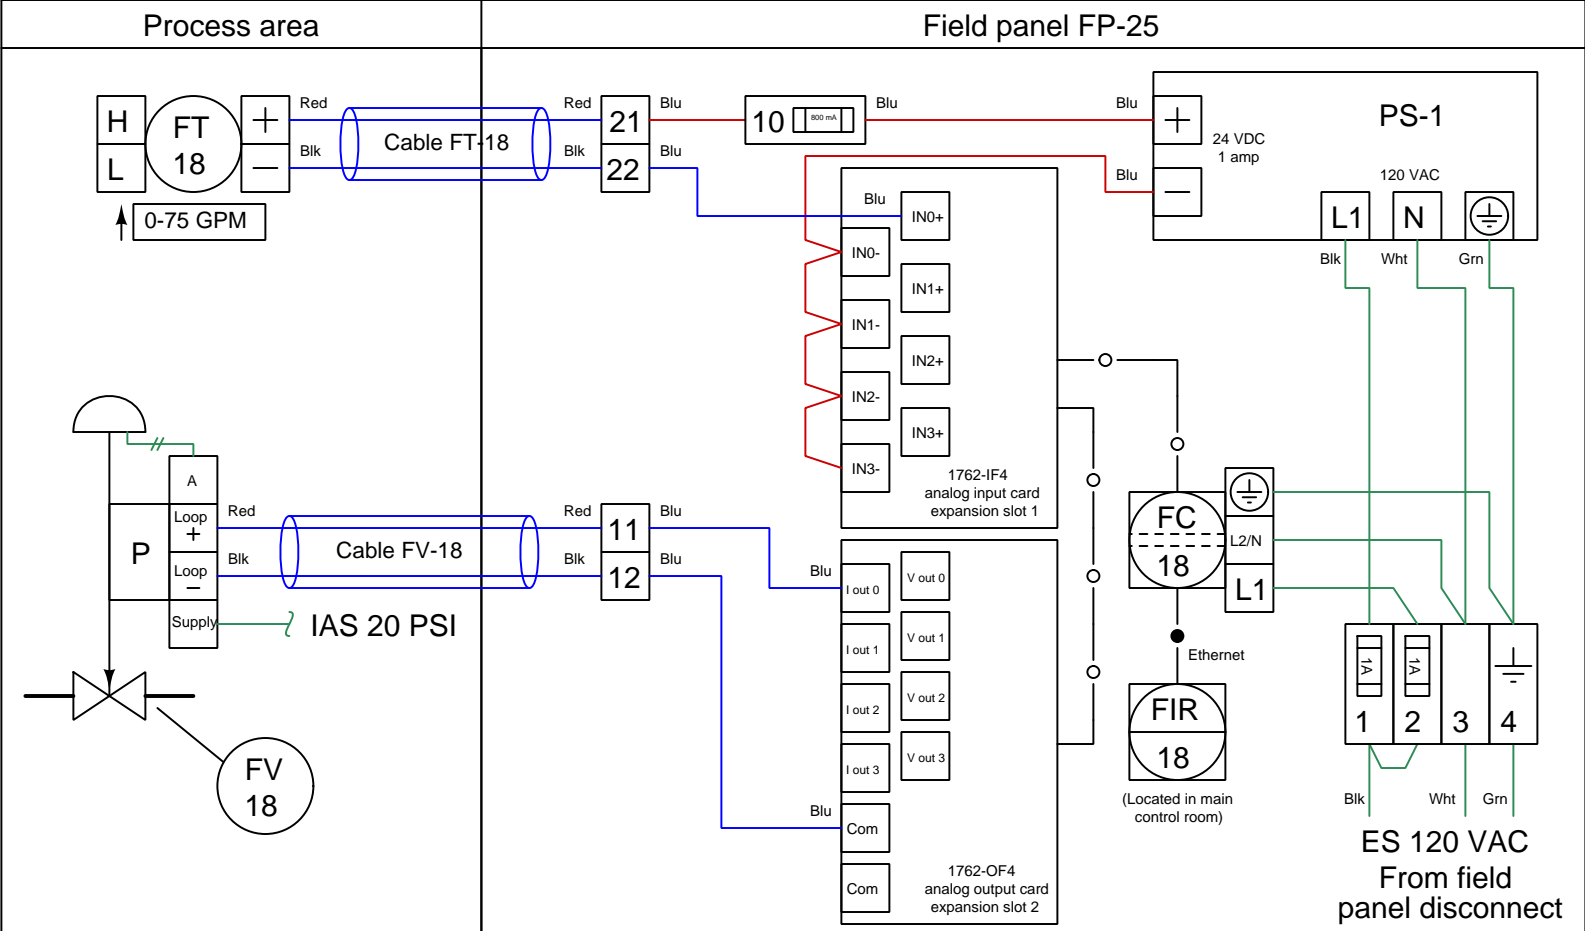 Process area
Field panel FP-25
H
L
FT
18
+
−
Red
Blk
Cable FT-18
Red
Blk
21
22
Blu
Blu
10
800 mA
Blu
Blu
Blu
+
−
24 VDC
1 amp
PS-1
120 VAC
L1
N
Blk
Wht
Grn
0-75 GPM
Blu
IN0+
IN0-
IN1+
IN1-
IN2+
IN2-
IN3+
IN3-
1762-IF4
analog input card
expansion slot 1
A
P
Loop
+
Loop
−
Supply
Red
Blk
Cable FV-18
Red
Blk
11
12
Blu
Blu
IAS 20 PSI
FV
18
Blu
I out 0
V out 0
I out 1
V out 1
I out 2
V out 2
I out 3
V out 3
Blu
Com
Com
1762-OF4
analog output card
expansion slot 2
FC
18
L2/N
L1
Ethernet
FIR
18
(Located in main
control room)
1A
1A
1
2
3
4
Blk
Wht
Grn
ES 120 VAC
From field
panel disconnect